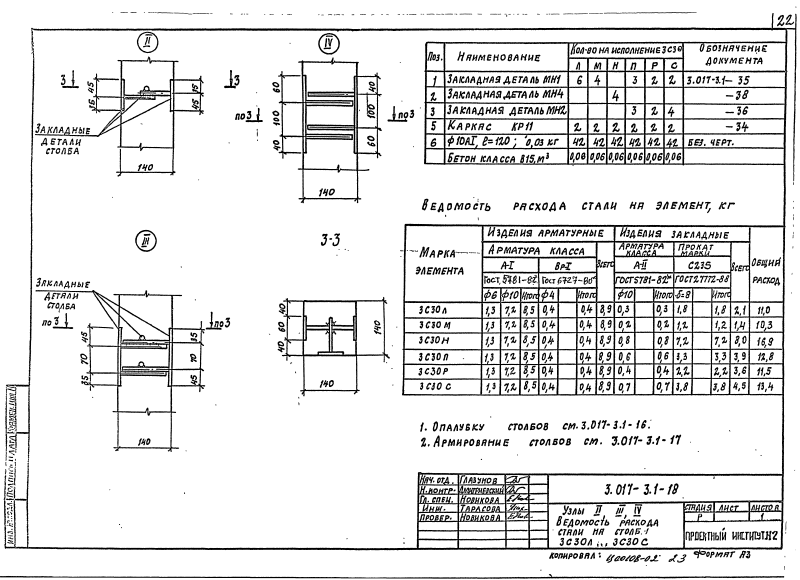 22
II
IV
III
3
3
45
15
15
45
Закладные
детали
столба
140
60
100
40
40
100
60
по3
по3
140
Закладные
детали
столба
по3
по3
45
70
35
35
70
45
140
3-3
40
60
40
140
140
Поз. Наименование Кол-во на исполнение 3С30 Обозначение документа
Л М Н П Р С
1 Закладная деталь МН1 6 4 3 2 2 3.017-3.1-35
2 Закладная деталь МН4 4 -38
3 Закладная деталь МН2 3 2 4 -36
5 Каркас КР11 2 2 2 2 2 2 -34
6 Ф10АI, ℓ=120; 0,03 кг 42 42 42 42 42 42 Без. черт.
Бетон класса В15, м³ 0,06 0,06 0,06 0,06 0,06 0,06
Ведомость расхода стали на элемент, кг
Марка элемента Изделия арматурные Изделия закладные Общий расход
Арматура класса Всего Арматура класса Прокат марки Всего
А-I Вр-I А-II С235
Гост 5781-82* Гост 6727-80* ГОСТ 5781-82* ГОСТ 27772-88
Ф6 Ф10 Итого Ф4 Итого Ф10 Итого δ=8 Итого
3С30Л 1,3 7,2 8,5 0,4 0,4 8,9 0,3 0,3 1,8 1,8 2,1 11,0
3С30М 1,3 7,2 8,5 0,4 0,4 8,9 0,2 0,2 1,2 1,2 1,4 10,3
3С30Н 1,3 7,2 8,5 0,4 0,4 8,9 0,8 0,8 7,2 7,2 8,0 16,9
3С30П 1,3 7,2 8,5 0,4 0,4 8,9 0,6 0,6 3,3 3,3 3,9 12,8
3С30Р 1,3 7,2 8,5 0,4 0,4 8,9 0,4 0,4 2,2 2,2 3,6 11,5
3С30С 1,3 7,2 8,5 0,4 0,4 8,9 0,7 0,7 3,8 3,8 4,5 13,4
1. Опалубку столбов см. 3.017-3.1-16.
2. Армирование столбов см. 3.017-3.1-17
Нач. отд. Глазунов
Н.контр. Дмитриевский
Гл. спец. Новикова
Инж. Тарасова
Провер. Новикова
3.017-3.1-18
Узлы II, III, IV
Ведомость расхода
стали на столб.
3С30Л ... 3С30С
Стадия Лист Листов
Р 1
Проектный институт №2
Копировал: 23 Формат А3
Инв. № подл. Подпись и дата